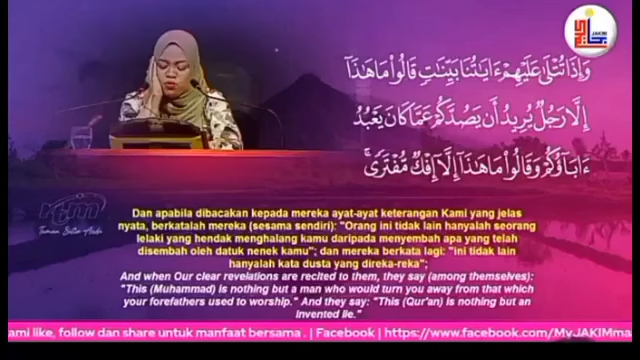 JAKIM
وَإِذَا تُتْلَىٰ عَلَيْهِمْ ءَايَاتُنَا بَيِّنَاتٍ قَالُوا۟ مَا هَٰذَآ
إِلَّا رَجُلٌ يُرِيدُ أَن يَصُدَّكُمْ عَمَّا كَانَ يَعْبُدُ
ءَابَآؤُكُمْ وَقَالُوا۟ مَا هَٰذَآ إِلَّآ إِفْكٌ مُّفْتَرًى ۚ
Dan apabila dibacakan kepada mereka ayat-ayat keterangan Kami yang jelas
nyata, berkatalah mereka (sesama sendiri): "Orang ini tidak lain hanyalah seorang
lelaki yang hendak menghalang kamu daripada menyembah apa yang telah
disembah oleh datuk nenek kamu"; dan mereka berkata lagi: "Ini tidak lain
hanyalah kata dusta yang direka-reka";
And when Our clear revelations are recited to them, they say (among themselves):
"This (Muhammad) is nothing but a man who would turn you away from that which
your forefathers used to worship." And they say: "This (Qur'an) is nothing but an
invented lie."
ami like, follow dan share untuk manfaat bersama . | Facebook | https://www.facebook.com/MyJAKIMma